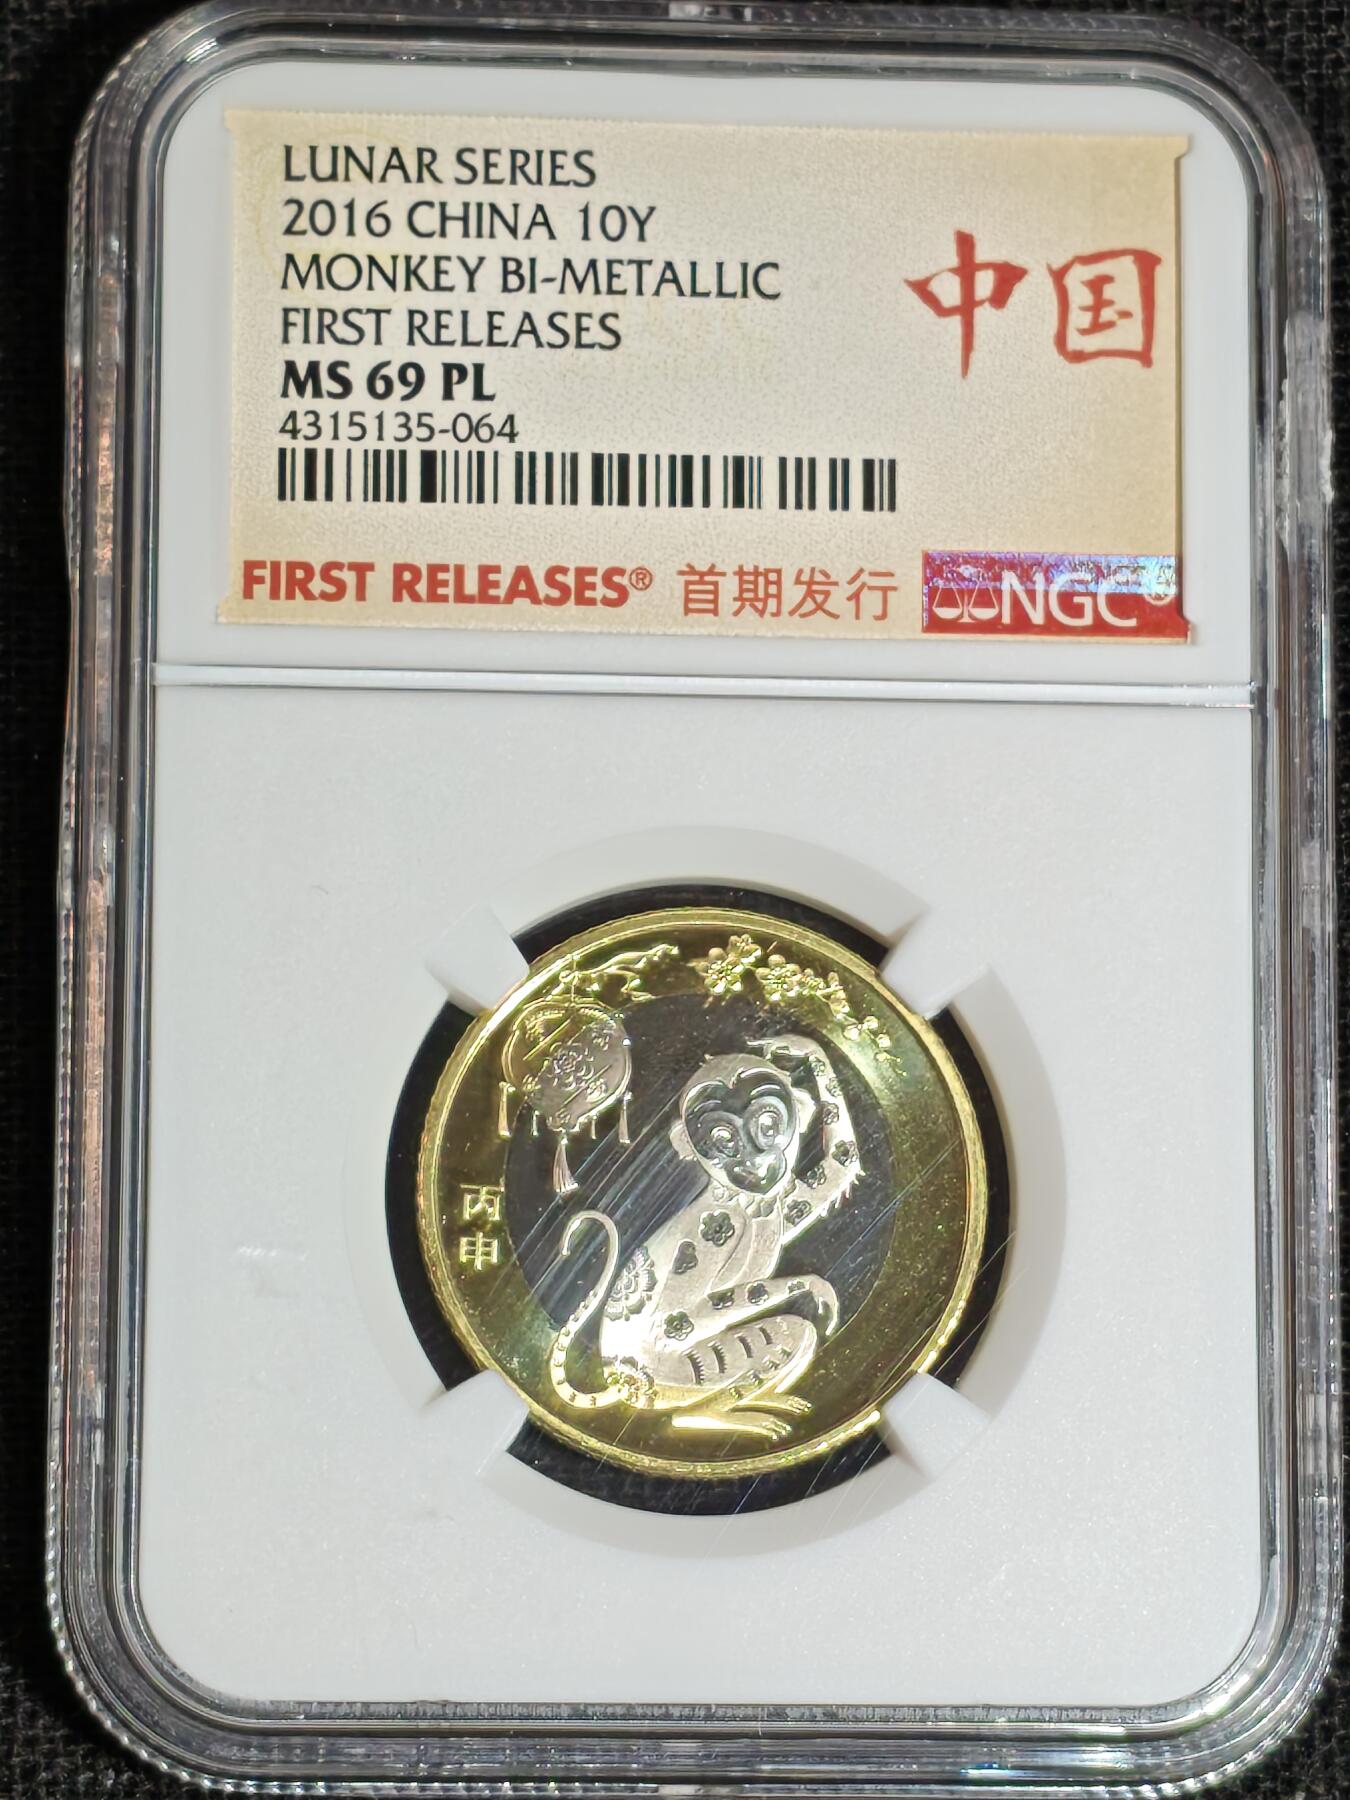 LUNAR SERIES
2016 CHINA 10Y
MONKEY BI-METALLIC
FIRST RELEASES
MS 69 PL
4315135-064
中国
FIRST RELEASES® 首期发行
NGC®
丙申